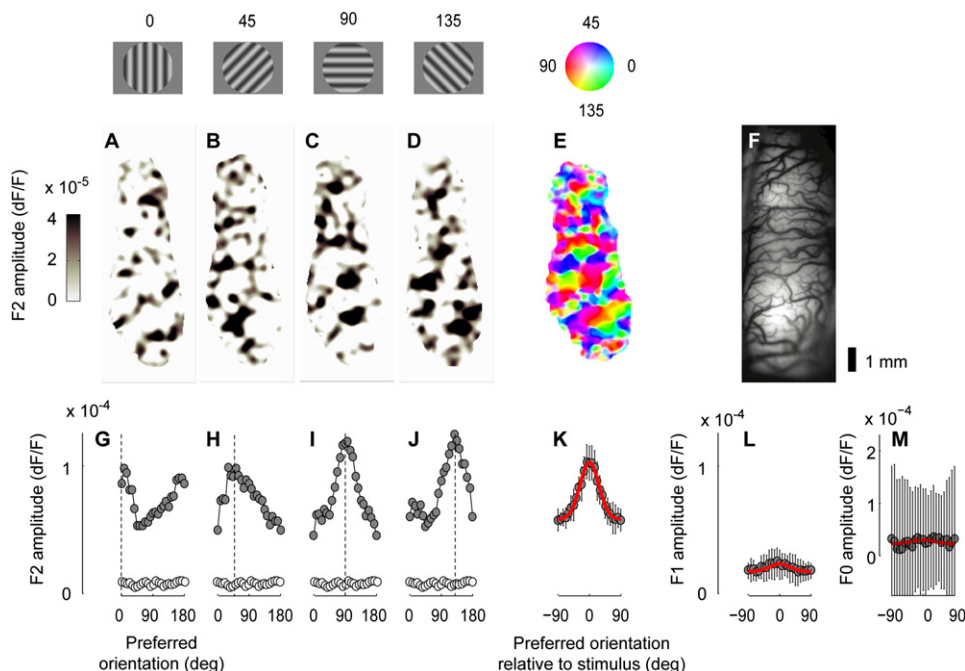 0 45 90 135 45
90 0
135
A B C D E F
F2 amplitude (dF/F)
x 10⁻⁵
4
2
0
1 mm
x 10⁻⁴ x 10⁻⁴
F2 amplitude (dF/F)
1
0
G H I J K
F1 amplitude (dF/F)
1
0
L
F0 amplitude (dF/F)
x 10⁻⁴
4
2
0
M
−90 0 90
0 90 180 0 90 180 0 90 180 0 90 180 −90 0 90 −90 0 90
Preferred
orientation (deg)
Preferred orientation
relative to stimulus (deg)